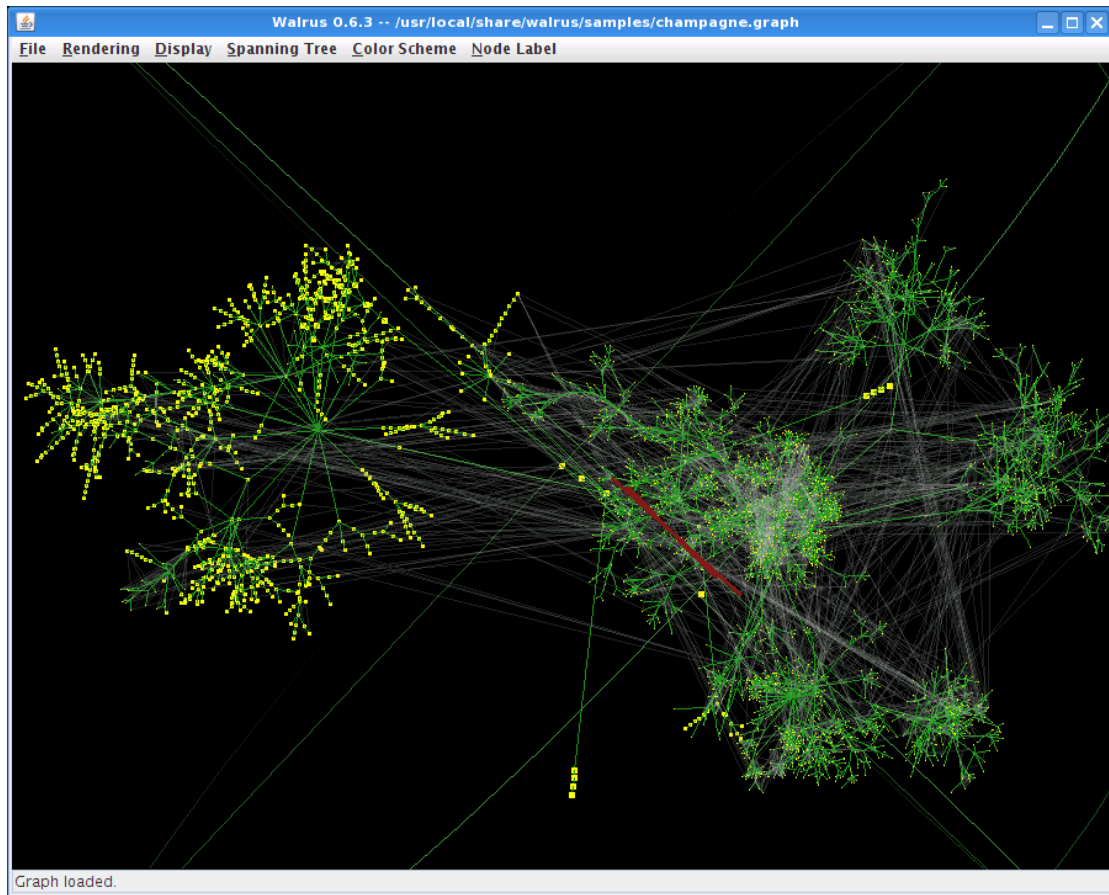 Walrus 0.6.3 -- /usr/local/share/walrus/samples/champagne.graph
File Rendering Display Spanning Tree Color Scheme Node Label
Graph loaded.